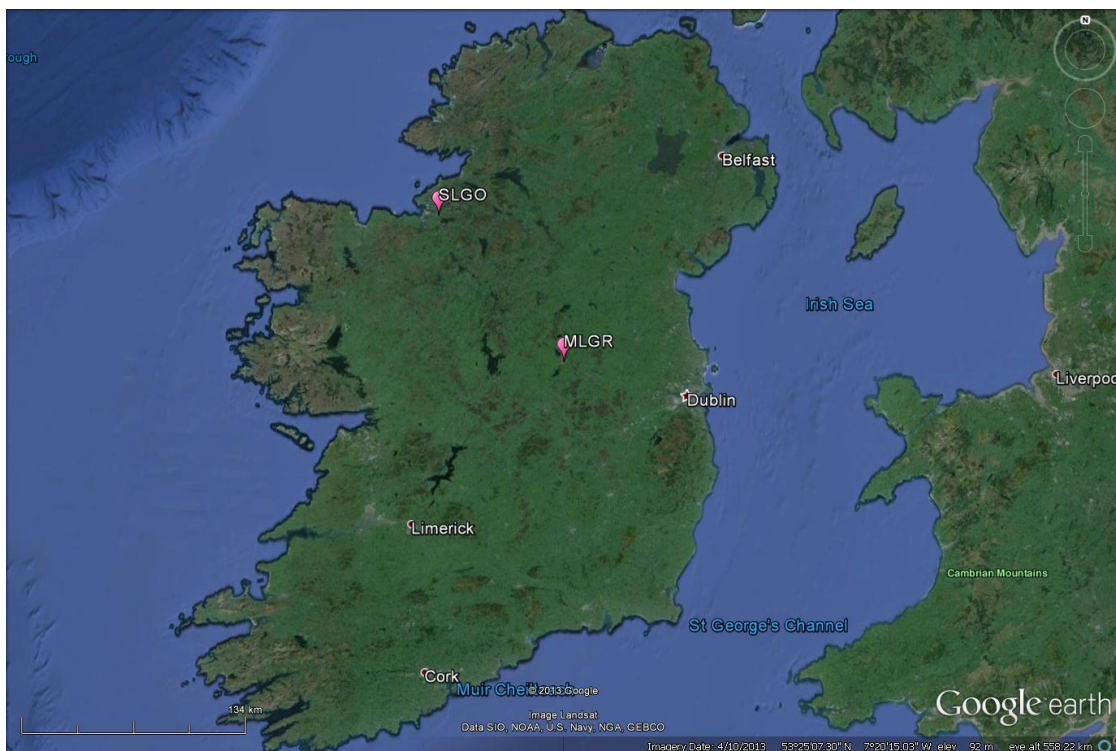 N
ough
Belfast
SLGO
Irish Sea
MLGR
Liverpoo
Dublin
Limerick
Cambrian Mountains
St George's Channel
Cork
© 2013 Google
134 km
Image Landsat
Data SIO, NOAA, U.S. Navy, NGA, GEBCO
Google earth
Imagery Date: 4/10/2013 53°25'07.30" N 7°20'15.03" W elev 92 m eye alt 558.22 km